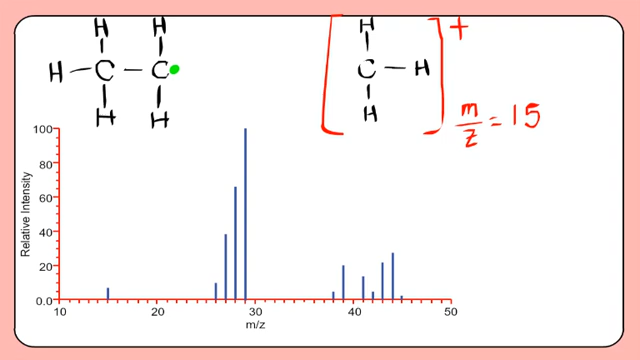 H H H
H C C C H
H H H
+
m/z = 15
100
80
60
40
20
0.0
Relative Intensity
10 20 30 40 50
m/z